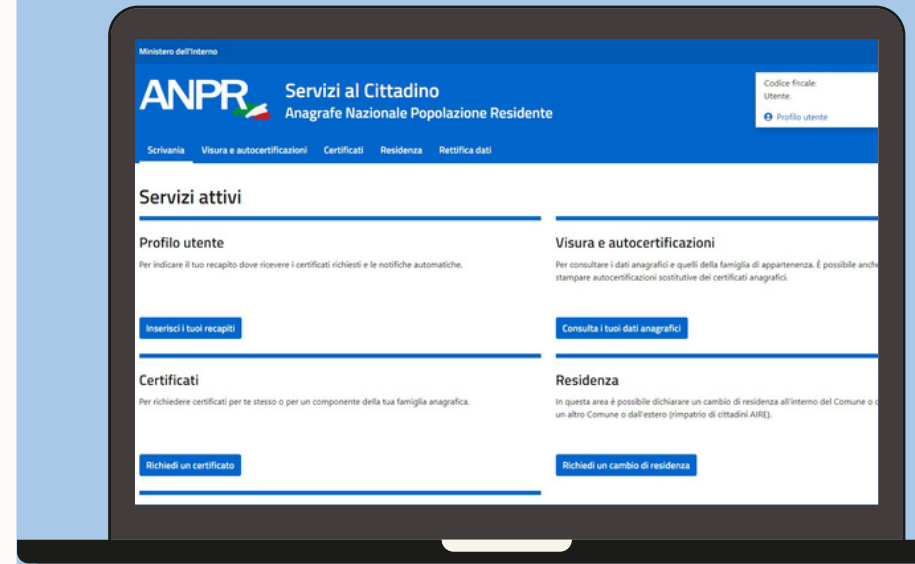 Ministero dell'Interno
ANPR
Servizi al Cittadino
Anagrafe Nazionale Popolazione Residente
Codice fiscale:
Utente:
Profilo utente
Scrivania Visura e autocertificazioni Certificati Residenza Rettifica dati
Servizi attivi
Profilo utente
Per indicare il tuo recapito dove ricevere i certificati richiesti e le notifiche automatiche.
Inserisci i tuoi recapiti
Visura e autocertificazioni
Per consultare i dati anagrafici e quelli della famiglia di appartenenza. È possibile anche
stampare autocertificazioni sostitutive dei certificati anagrafici.
Consulta i tuoi dati anagrafici
Certificati
Per richiedere certificati per te stesso o per un componente della tua famiglia anagrafica.
Richiedi un certificato
Residenza
In questa area è possibile dichiarare un cambio di residenza all'interno del Comune o
un altro Comune o dall'estero (rimpatrio di cittadini AIRE).
Richiedi un cambio di residenza